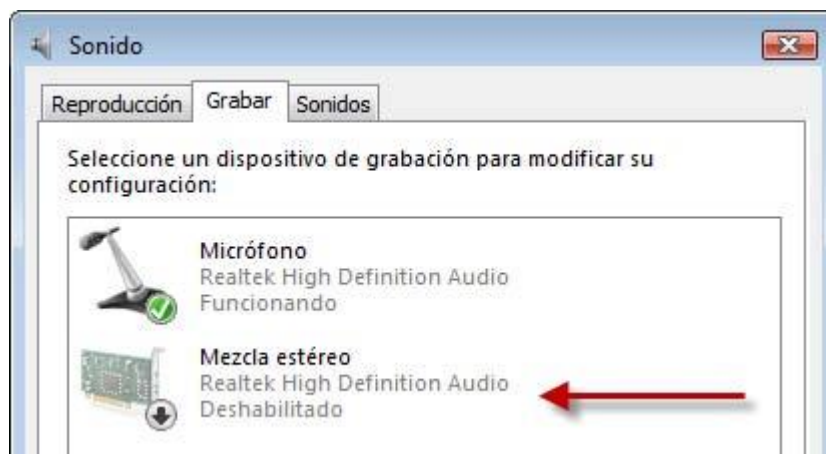 Sonido
Reproducción Grabar Sonidos
Seleccione un dispositivo de grabación para modificar su
configuración:
Micrófono
Realtek High Definition Audio
Funcionando
Mezcla estéreo
Realtek High Definition Audio
Deshabilitado